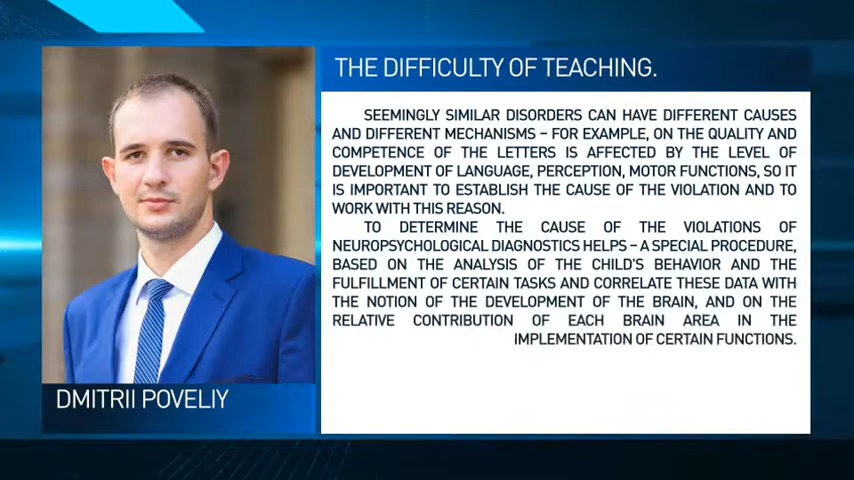 THE DIFFICULTY OF TEACHING.
SEEMINGLY SIMILAR DISORDERS CAN HAVE DIFFERENT CAUSES
AND DIFFERENT MECHANISMS – FOR EXAMPLE, ON THE QUALITY AND
COMPETENCE OF THE LETTERS IS AFFECTED BY THE LEVEL OF
DEVELOPMENT OF LANGUAGE, PERCEPTION, MOTOR FUNCTIONS, SO IT
IS IMPORTANT TO ESTABLISH THE CAUSE OF THE VIOLATION AND TO
WORK WITH THIS REASON.
TO DETERMINE THE CAUSE OF THE VIOLATIONS OF
NEUROPSYCHOLOGICAL DIAGNOSTICS HELPS – A SPECIAL PROCEDURE,
BASED ON THE ANALYSIS OF THE CHILD'S BEHAVIOR AND THE
FULFILLMENT OF CERTAIN TASKS AND CORRELATE THESE DATA WITH
THE NOTION OF THE DEVELOPMENT OF THE BRAIN, AND ON THE
RELATIVE CONTRIBUTION OF EACH BRAIN AREA IN THE
IMPLEMENTATION OF CERTAIN FUNCTIONS.
DMITRII POVELIY